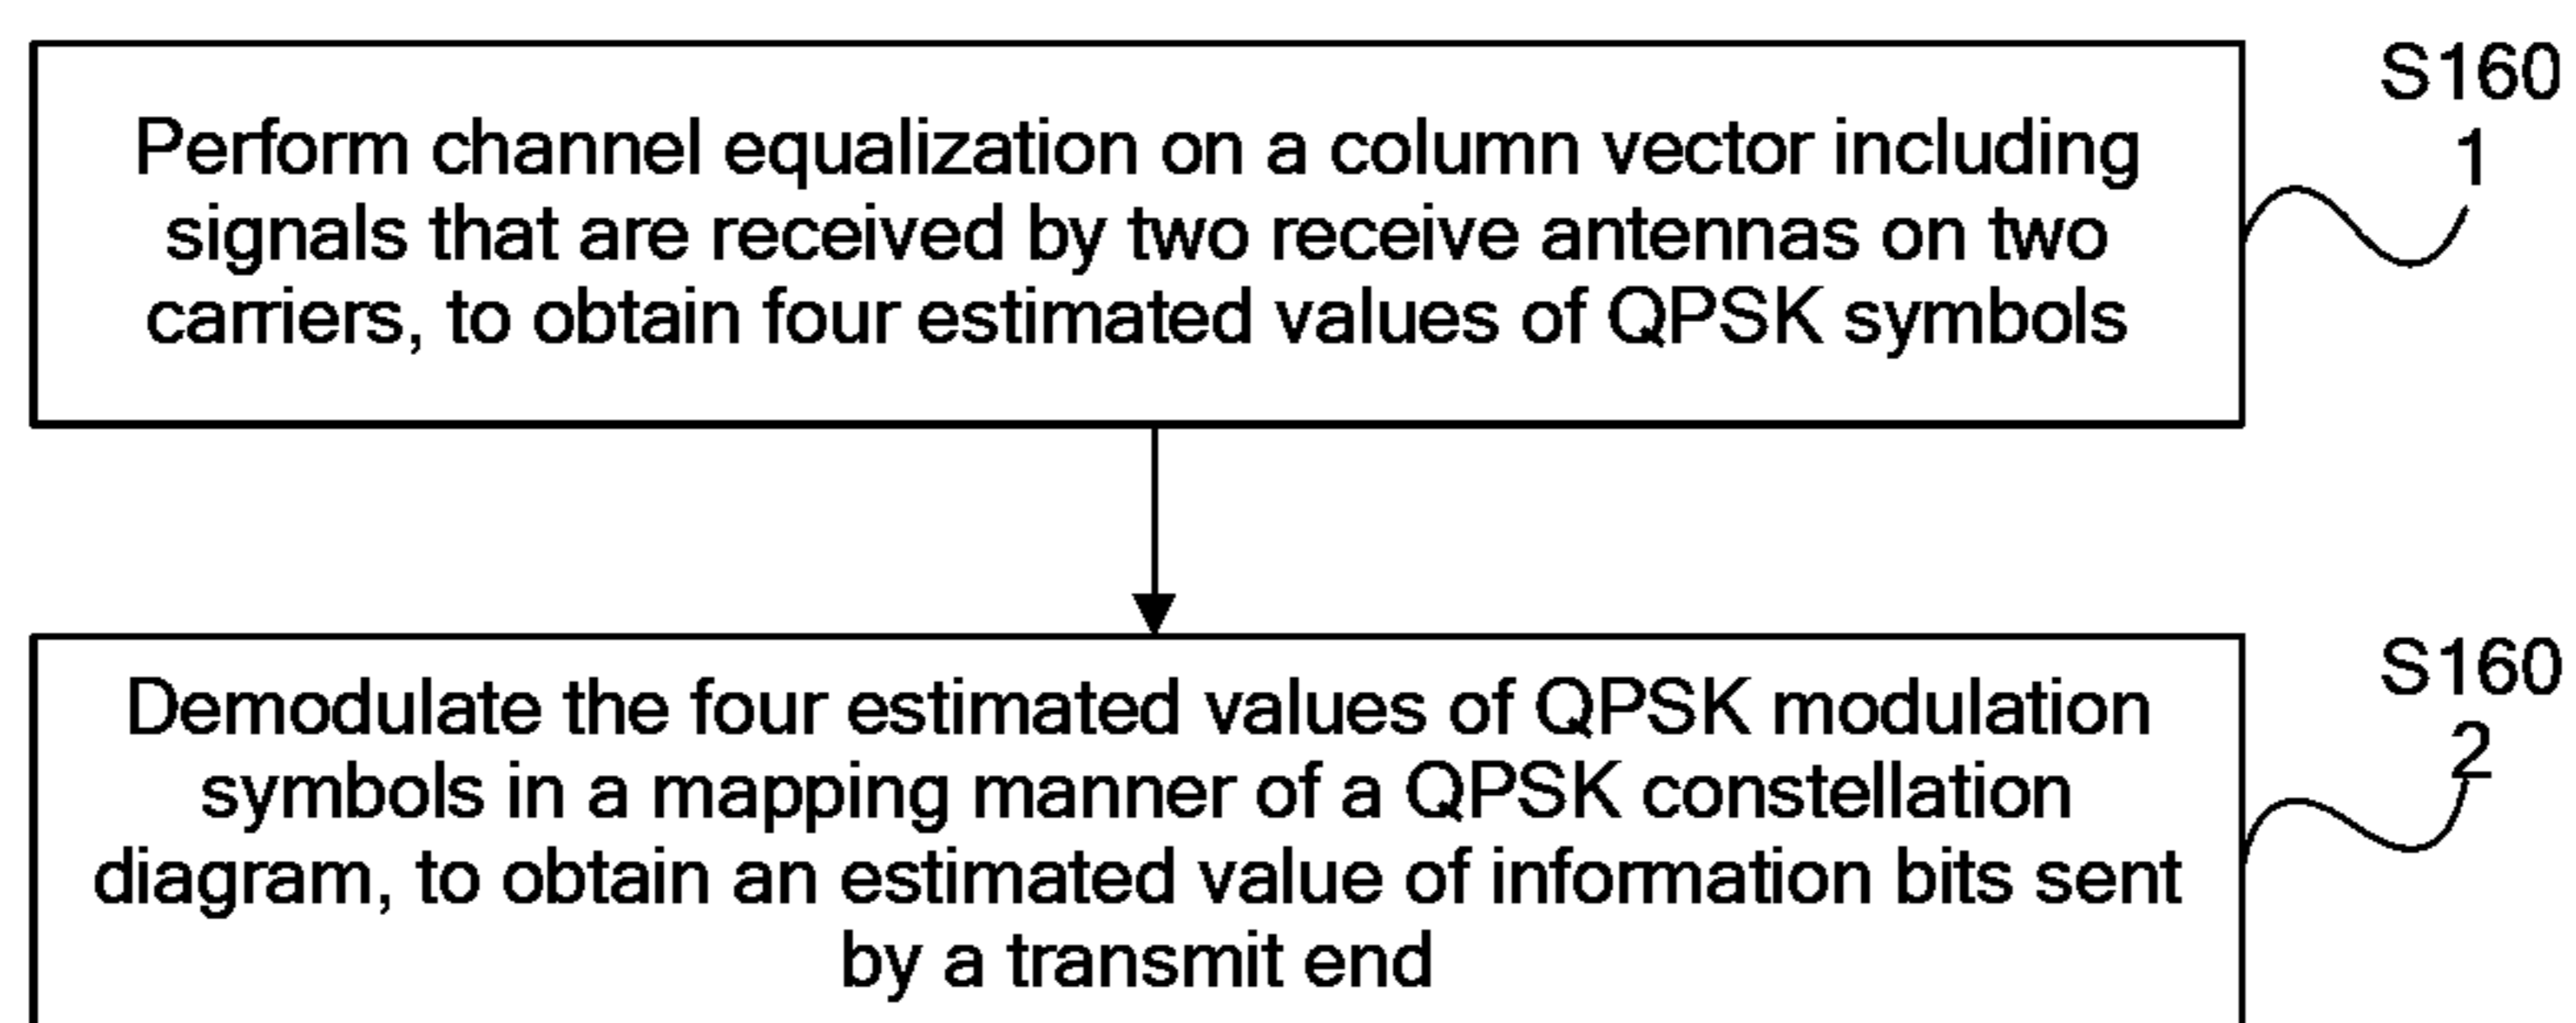 Perform channel equalization on a column vector including
signals that are received by two receive antennas on two
carriers, to obtain four estimated values of QPSK symbols
S160
1
Demodulate the four estimated values of QPSK modulation
symbols in a mapping manner of a QPSK constellation
diagram, to obtain an estimated value of information bits sent
by a transmit end
S160
2